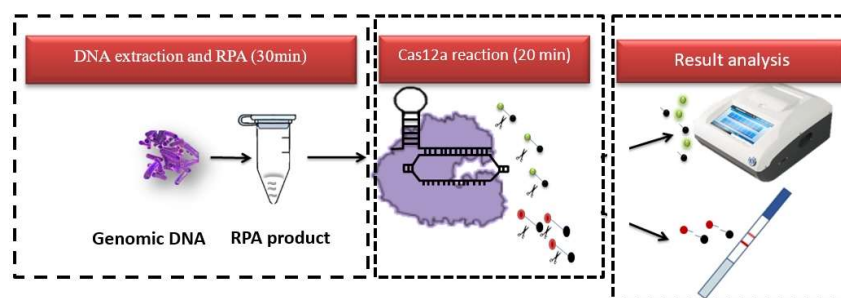 DNA extraction and RPA (30min)
Cas12a reaction (20 min)
Result analysis
Genomic DNA
RPA product